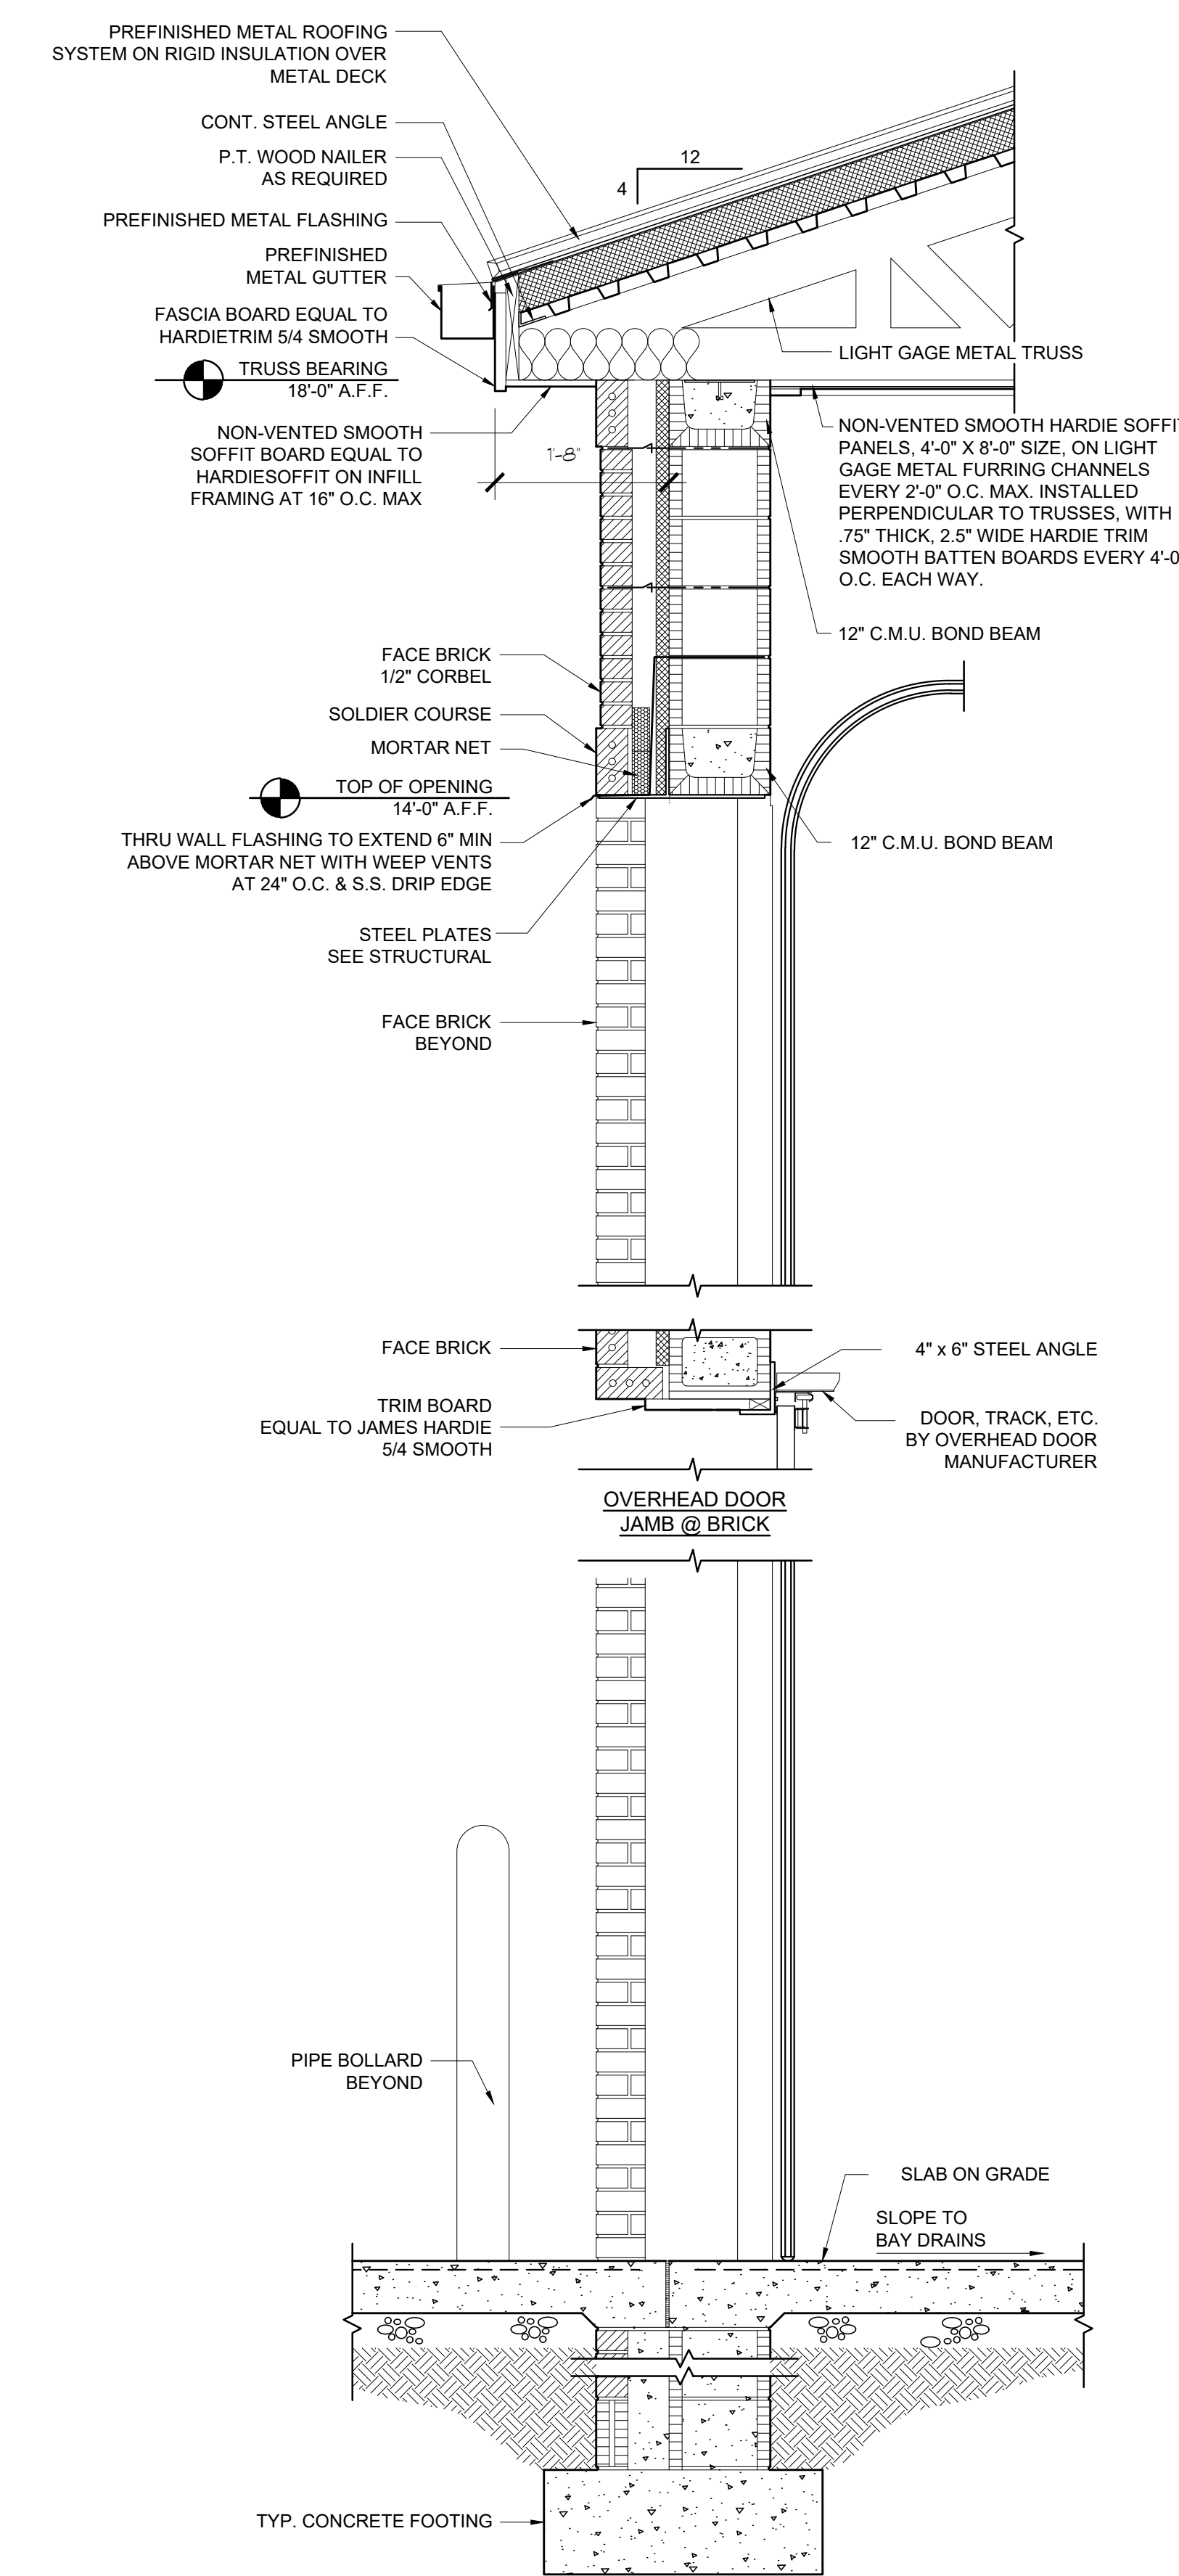 PREFINISHED METAL ROOFING
SYSTEM ON RIGID INSULATION OVER
METAL DECK
CONT. STEEL ANGLE
P.T. WOOD NAILER
AS REQUIRED
PREFINISHED METAL FLASHING
PREFINISHED
METAL GUTTER
FASCIA BOARD EQUAL TO
HARDIETRIM 5/4 SMOOTH
TRUSS BEARING
18'-0" A.F.F.
NON-VENTED SMOOTH
SOFFIT BOARD EQUAL TO
HARDIESOFFIT ON INFILL
FRAMING AT 16" O.C. MAX
12
4
1'-8"
LIGHT GAGE METAL TRUSS
NON-VENTED SMOOTH HARDIE SOFFIT
PANELS, 4'-0" X 8'-0" SIZE, ON LIGHT
GAGE METAL FURRING CHANNELS
EVERY 2'-0" O.C. MAX. INSTALLED
PERPENDICULAR TO TRUSSES, WITH
.75" THICK, 2.5" WIDE HARDIE TRIM
SMOOTH BATTEN BOARDS EVERY 4'-0
O.C. EACH WAY.
12" C.M.U. BOND BEAM
FACE BRICK
1/2" CORBEL
SOLDIER COURSE
MORTAR NET
TOP OF OPENING
14'-0" A.F.F.
THRU WALL FLASHING TO EXTEND 6" MIN
ABOVE MORTAR NET WITH WEEP VENTS
AT 24" O.C. & S.S. DRIP EDGE
12" C.M.U. BOND BEAM
STEEL PLATES
SEE STRUCTURAL
FACE BRICK
BEYOND
FACE BRICK
TRIM BOARD
EQUAL TO JAMES HARDIE
5/4 SMOOTH
4" x 6" STEEL ANGLE
DOOR, TRACK, ETC.
BY OVERHEAD DOOR
MANUFACTURER
OVERHEAD DOOR
JAMB @ BRICK
PIPE BOLLARD
BEYOND
SLAB ON GRADE
SLOPE TO
BAY DRAINS
TYP. CONCRETE FOOTING